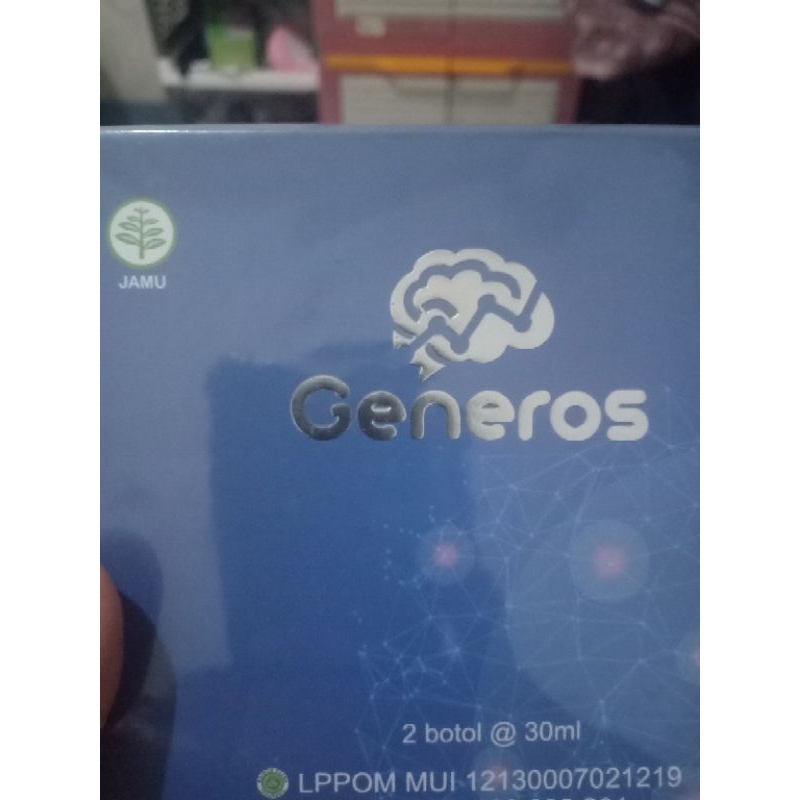 JAMU
Generos
2 botol @ 30ml
LPPOM MUI 12130007021219